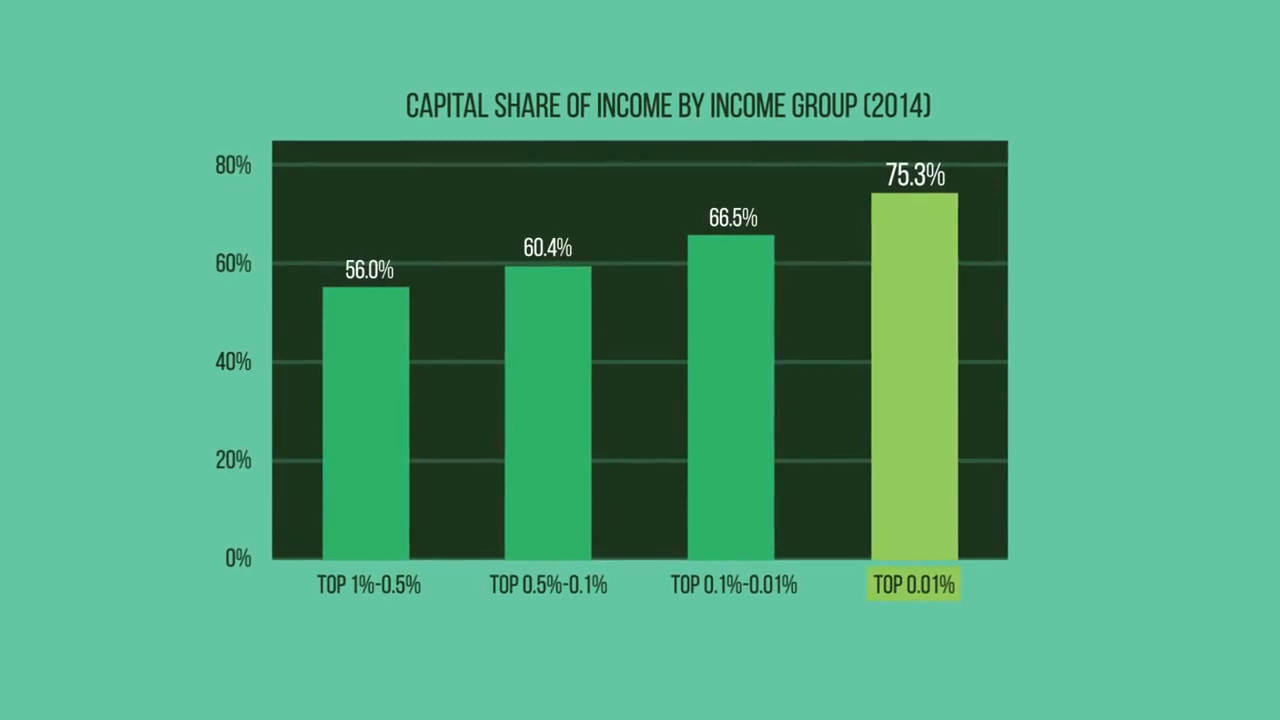 CAPITAL SHARE OF INCOME BY INCOME GROUP (2014)
80%
60%
40%
20%
0%
56.0%
60.4%
66.5%
75.3%
TOP 1%-0.5%
TOP 0.5%-0.1%
TOP 0.1%-0.01%
TOP 0.01%